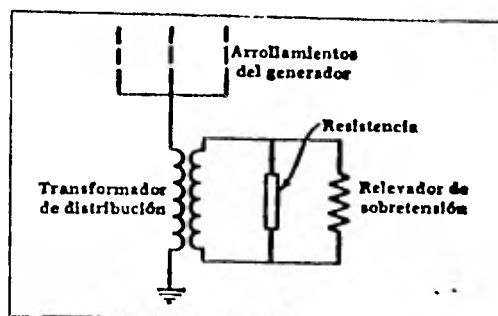 Arrollamientos
del generador
Resistencia
Transformador
de distribución
Relevador de
sobretensión